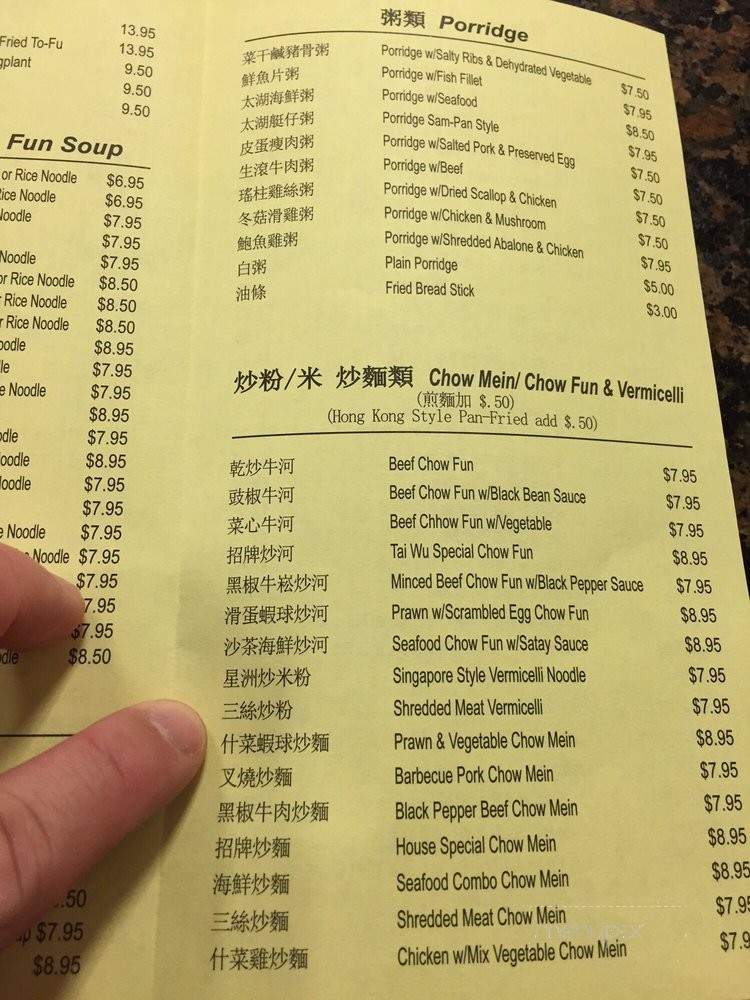 13.95
Fried To-Fu 13.95
gplant 9.50
9.50
9.50
Fun Soup
or Rice Noodle $6.95
ice Noodle $6.95
Noodle $7.95
$7.95
Noodle $7.95
or Rice Noodle $8.50
r Rice Noodle $8.50
r Rice Noodle $8.50
oodle $8.95
le $7.95
e Noodle $7.95
$8.95
odle $7.95
oodle $8.95
loodle $7.95
$7.95
e Noodle $7.95
Noodle $7.95
$7.95
7.95
$7.95
odle $8.50
.50
up $7.95
$8.95
粥類 Porridge
菜干鹹豬骨粥 Porridge w/Salty Ribs & Dehydrated Vegetable $7.50
鮮魚片粥 Porridge w/Fish Fillet $7.95
太湖海鮮粥 Porridge w/Seafood $8.50
太湖艇仔粥 Porridge Sam-Pan Style $7.95
皮蛋瘦肉粥 Porridge w/Salted Pork & Preserved Egg $7.50
生滾牛肉粥 Porridge w/Beef $7.50
瑤柱雞絲粥 Porridge w/Dried Scallop & Chicken $7.50
冬菇滑雞粥 Porridge w/Chicken & Mushroom $7.50
鮑魚雞粥 Porridge w/Shredded Abalone & Chicken $7.95
白粥 Plain Porridge $5.00
油條 Fried Bread Stick $3.00
炒粉/米 炒麵類 Chow Mein/ Chow Fun & Vermicelli
(煎麵加 $.50)
(Hong Kong Style Pan-Fried add $.50)
乾炒牛河 Beef Chow Fun $7.95
豉椒牛河 Beef Chow Fun w/Black Bean Sauce $7.95
菜心牛河 Beef Chhow Fun w/Vegetable $7.95
招牌炒河 Tai Wu Special Chow Fun $8.95
黑椒牛崧炒河 Minced Beef Chow Fun w/Black Pepper Sauce $7.95
滑蛋蝦球炒河 Prawn w/Scrambled Egg Chow Fun $8.95
沙茶海鮮炒河 Seafood Chow Fun w/Satay Sauce $8.95
星洲炒米粉 Singapore Style Vermicelli Noodle $7.95
三絲炒粉 Shredded Meat Vermicelli $7.95
什菜蝦球炒麵 Prawn & Vegetable Chow Mein $8.95
叉燒炒麵 Barbecue Pork Chow Mein $7.95
黑椒牛肉炒麵 Black Pepper Beef Chow Mein $7.95
招牌炒麵 House Special Chow Mein $8.95
海鮮炒麵 Seafood Combo Chow Mein $8.95
三絲炒麵 Shredded Meat Chow Mein $7.95
什菜雞炒麵 Chicken w/Mix Vegetable Chow Mein $7.9